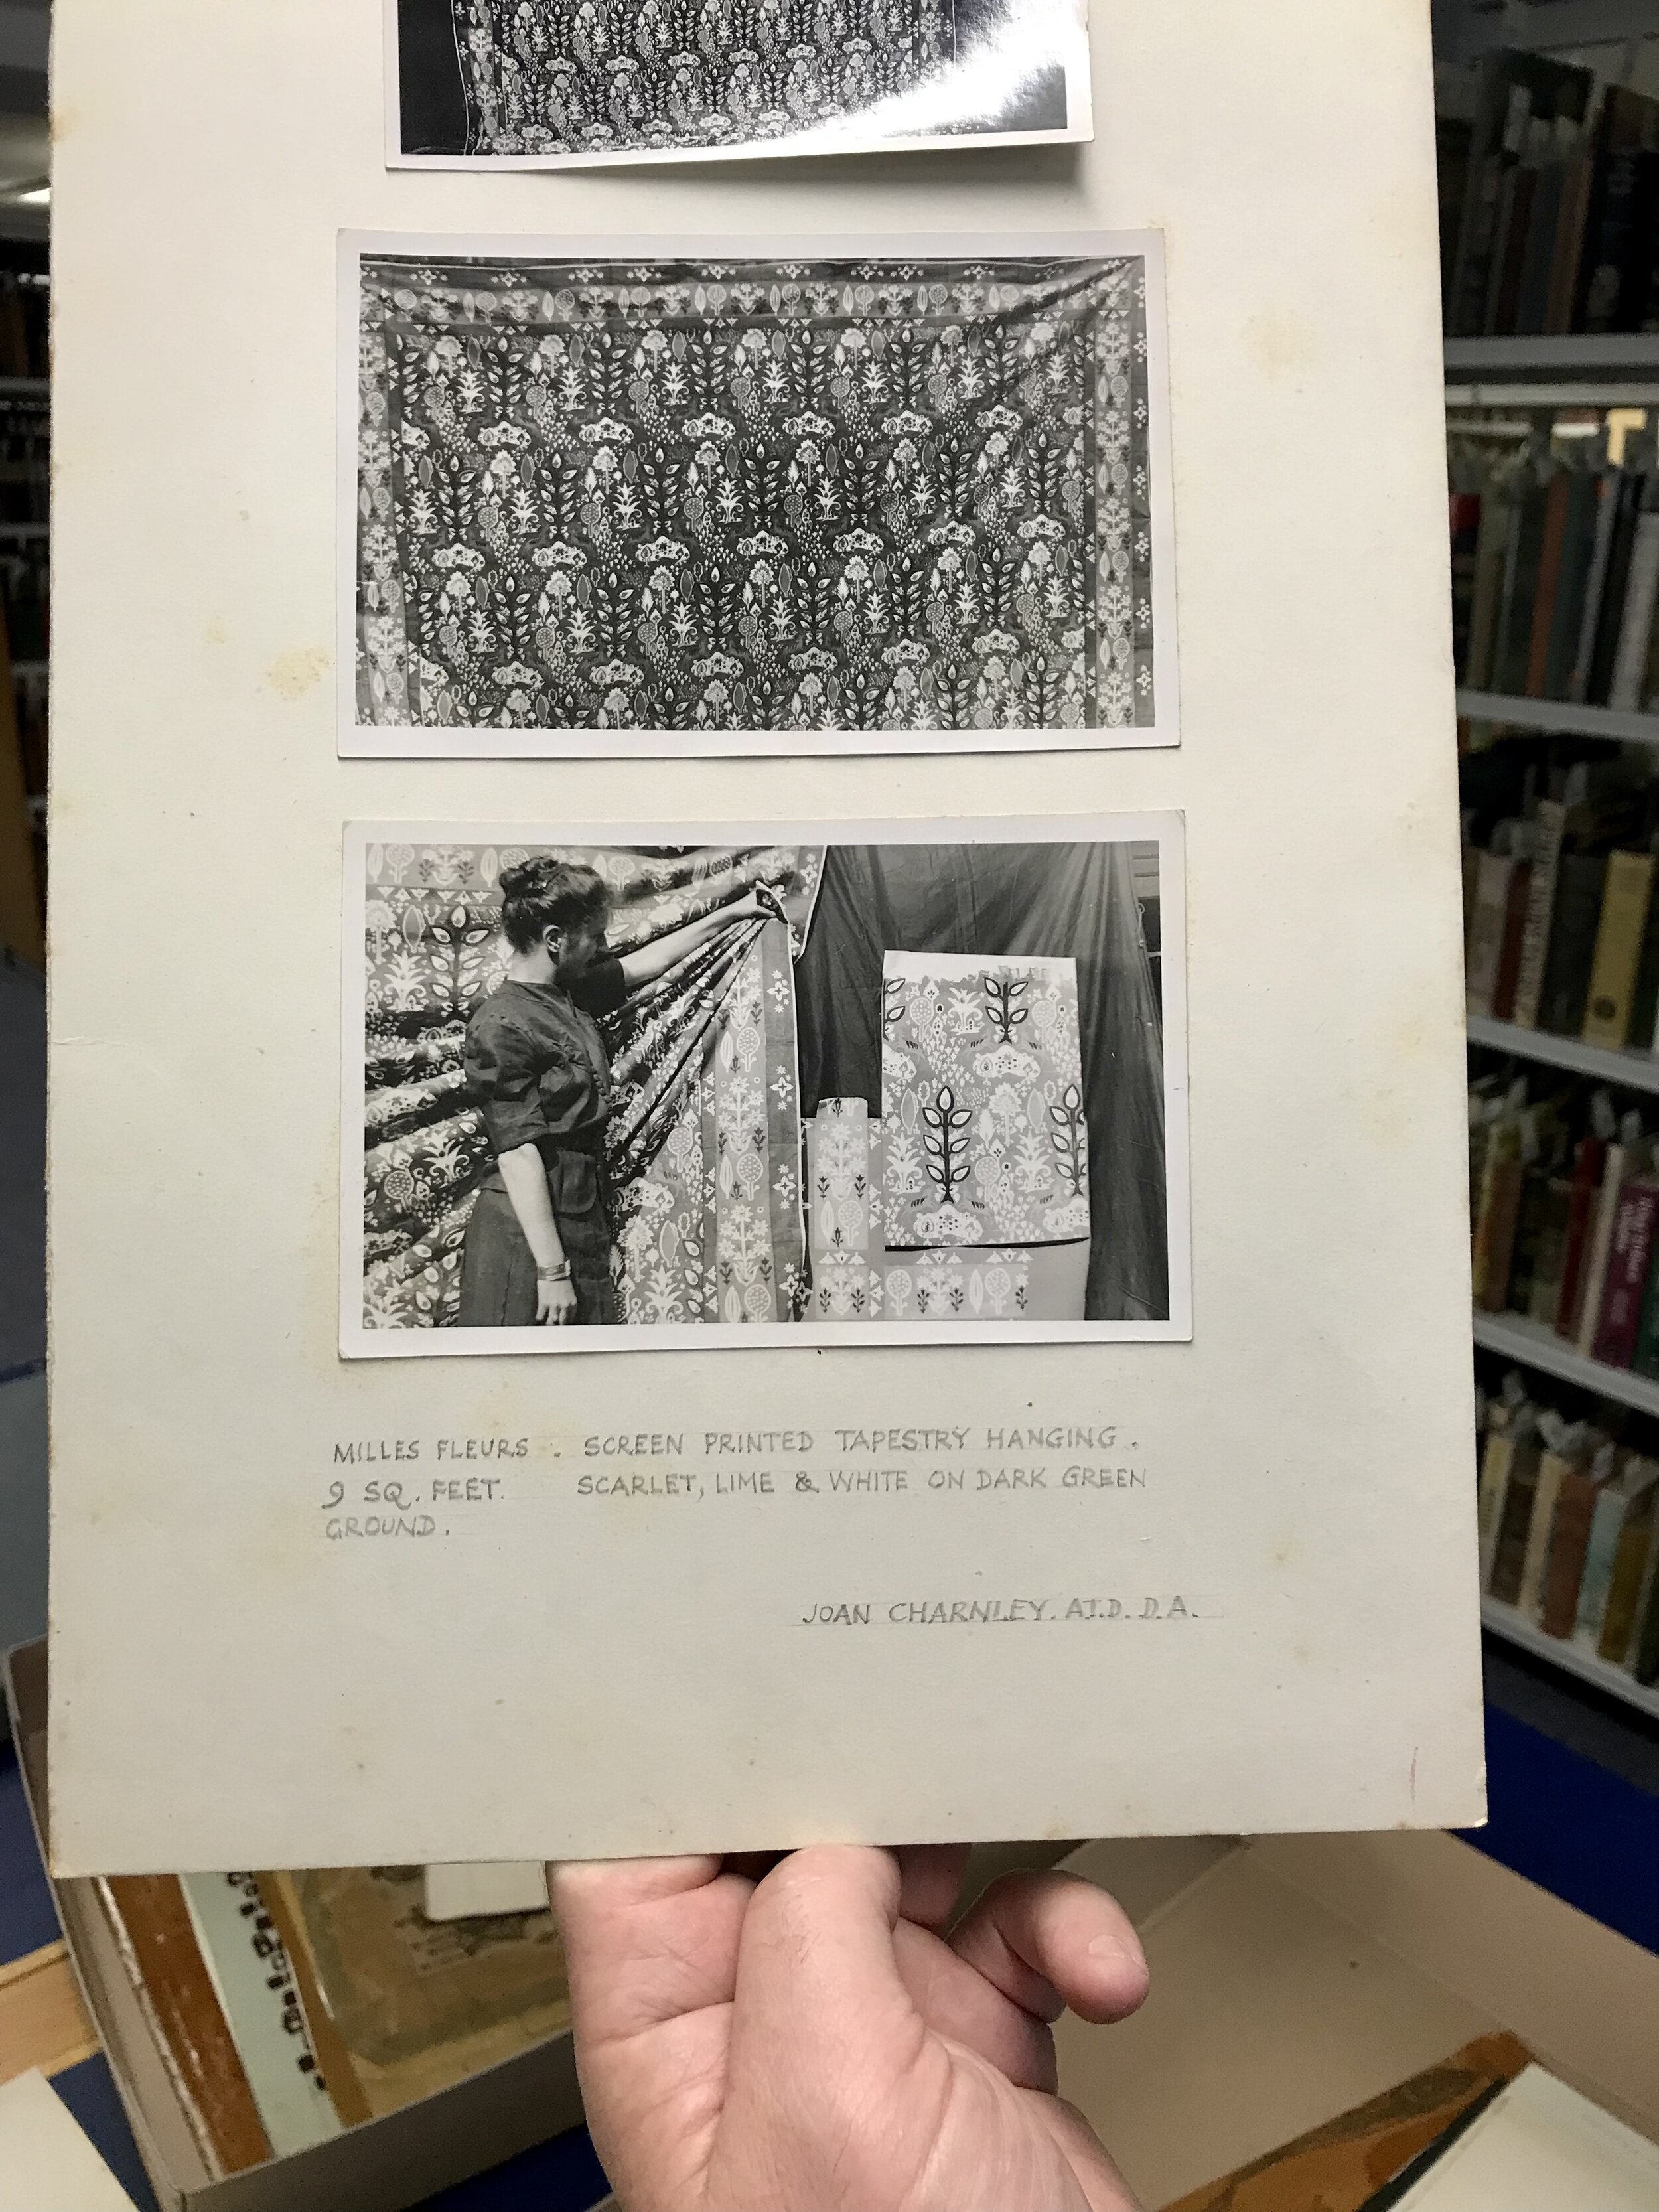 MILLES FLEURS . SCREEN PRINTED TAPESTRY HANGING.
9 SQ. FEET. SCARLET, LIME & WHITE ON DARK GREEN
GROUND.
JOAN CHARNLEY. A.T.D. D.A.